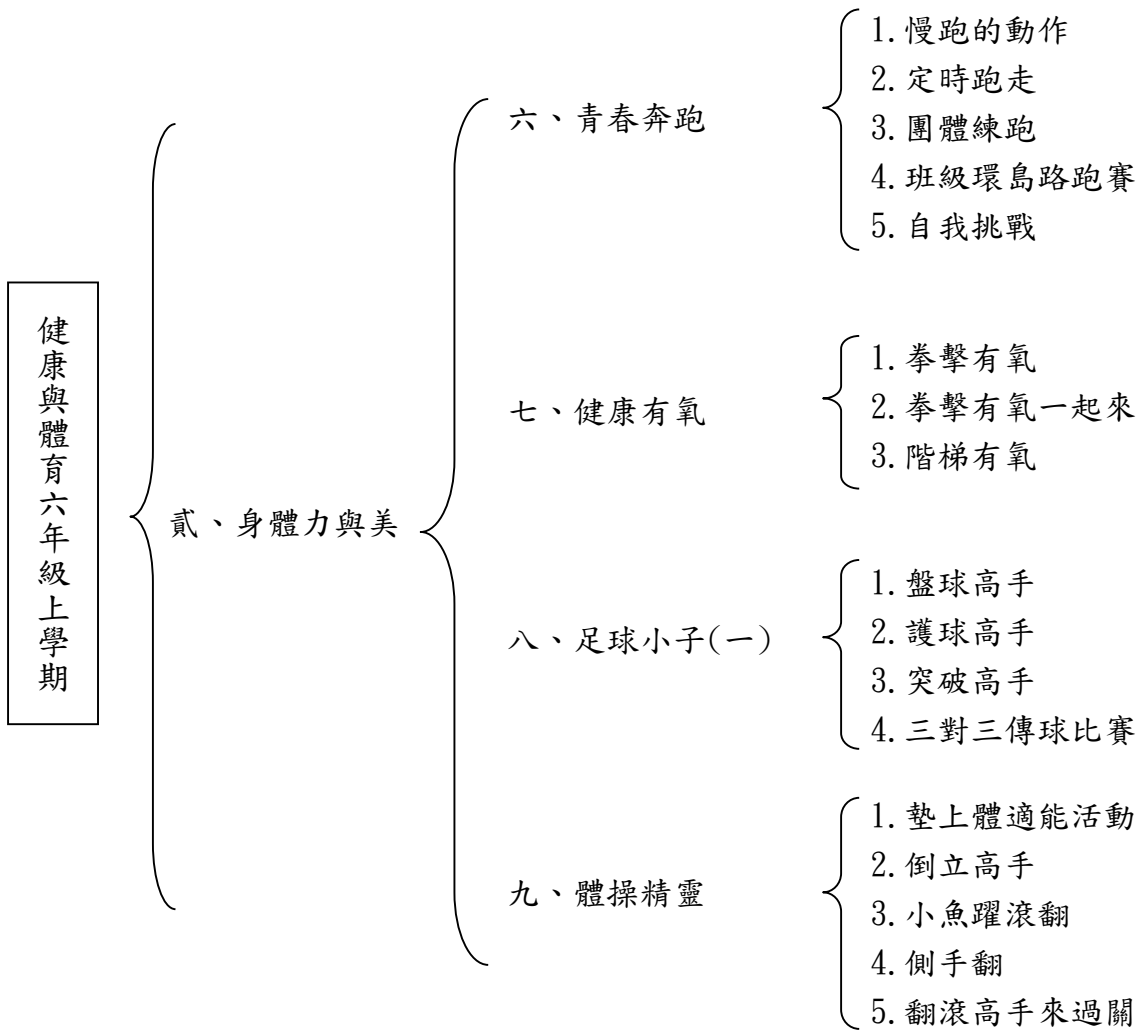 健康與體育六年級上學期
貳、身體力與美
六、青春奔跑
1.慢跑的動作
2.定時跑走
3.團體練跑
4.班級環島路跑賽
5.自我挑戰
七、健康有氧
1.拳擊有氧
2.拳擊有氧一起來
3.階梯有氧
八、足球小子(一)
1.盤球高手
2.護球高手
3.突破高手
4.三對三傳球比賽
九、體操精靈
1.墊上體適能活動
2.倒立高手
3.小魚躍滾翻
4.側手翻
5.翻滾高手來過關